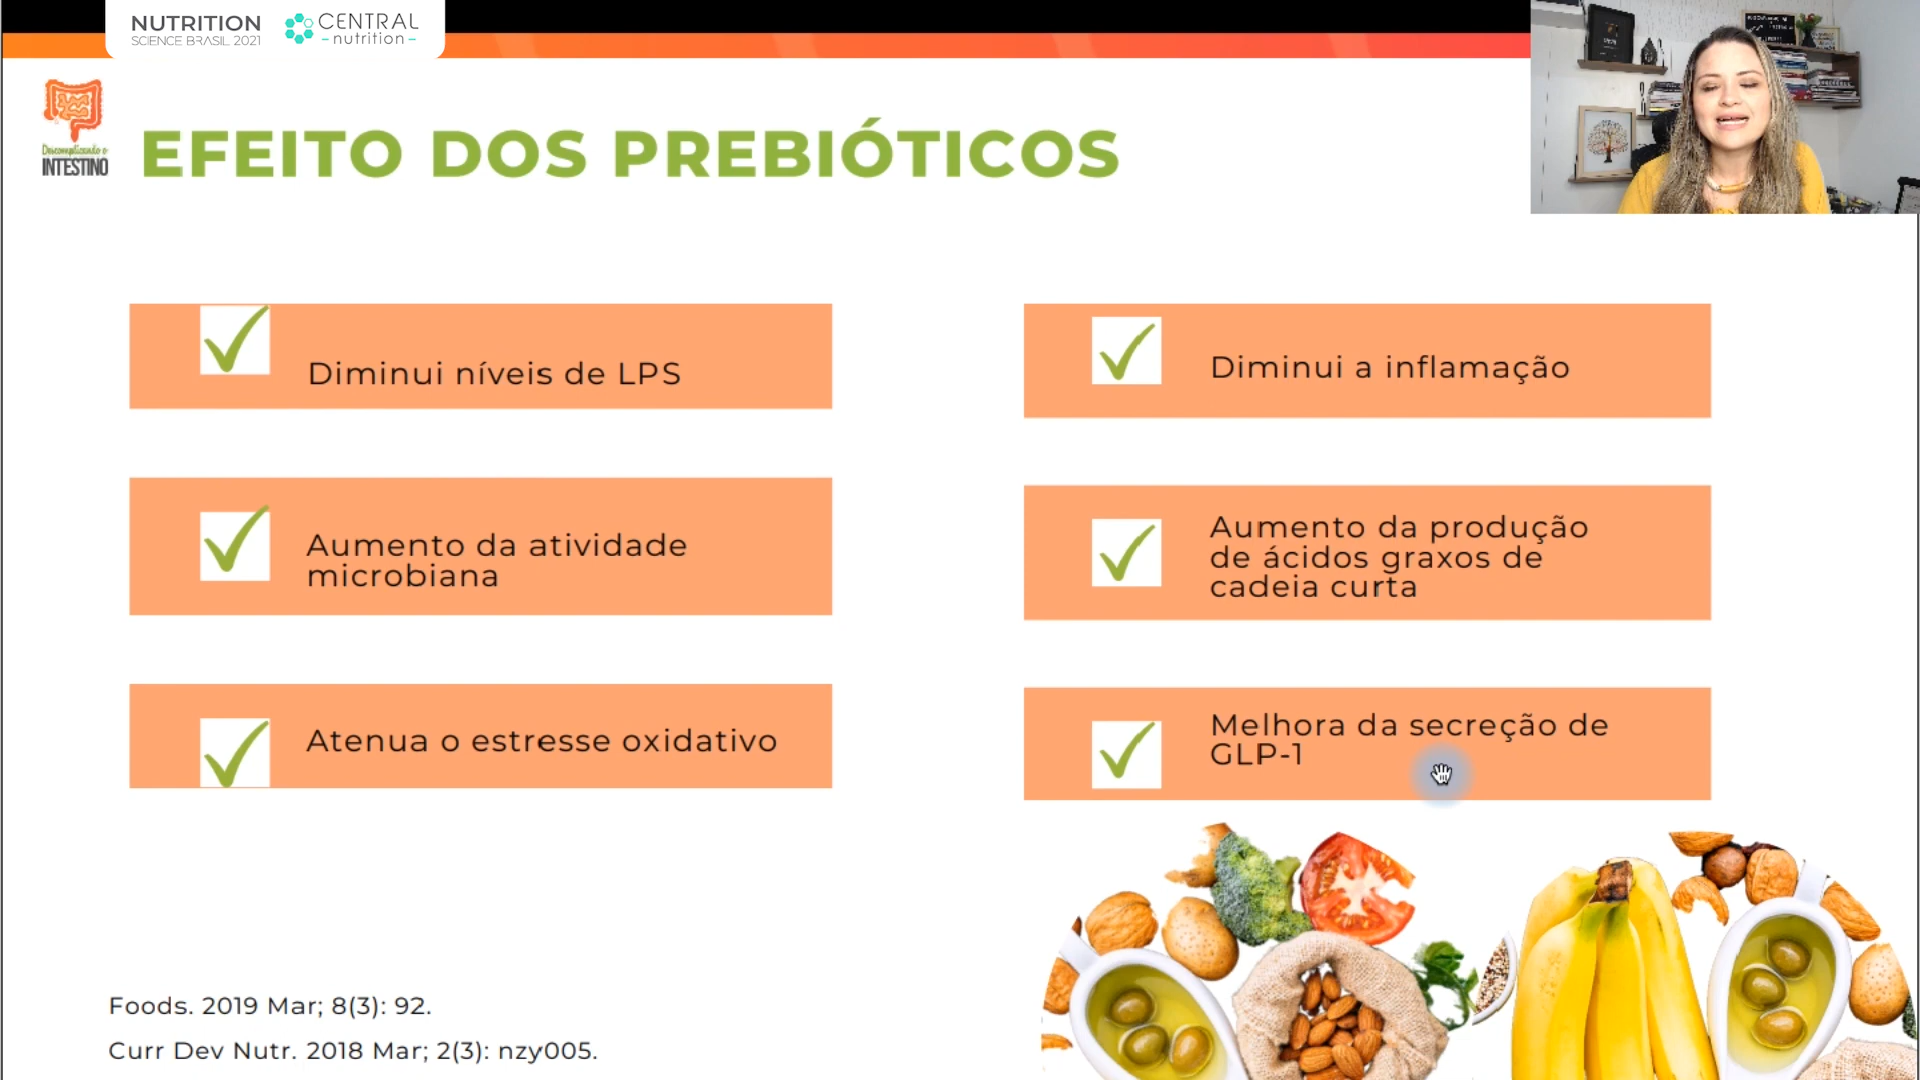 NUTRITION
SCIENCE BRASIL 2021
CENTRAL
nutrition
Descomplicando o
INTESTINO
EFEITO DOS PREBIÓTICOS
Diminui níveis de LPS
Aumento da atividade
microbiana
Atenua o estresse oxidativo
Diminui a inflamação
Aumento da produção
de ácidos graxos de
cadeia curta
Melhora da secreção de
GLP-1
Foods. 2019 Mar; 8(3): 92.
Curr Dev Nutr. 2018 Mar; 2(3): nzy005.